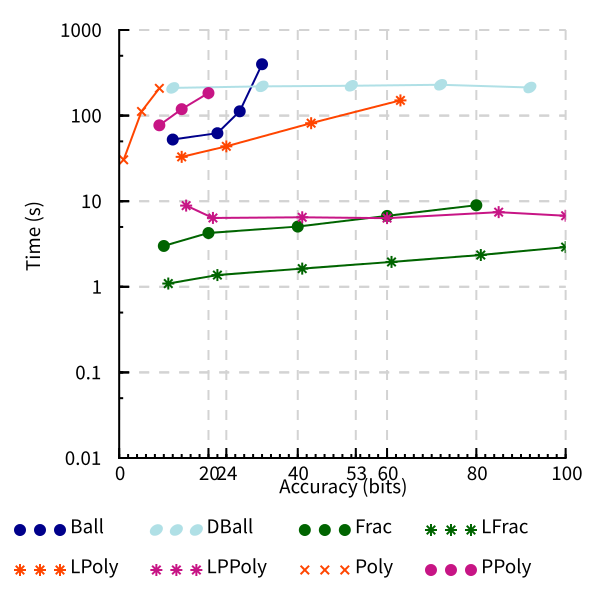 1000
100
10
1
0.1
0.01
Time (s)
0 20 24 40 53 60 80 100
Accuracy (bits)
Ball DBall Frac LFrac
LPoly LPPoly Poly PPoly